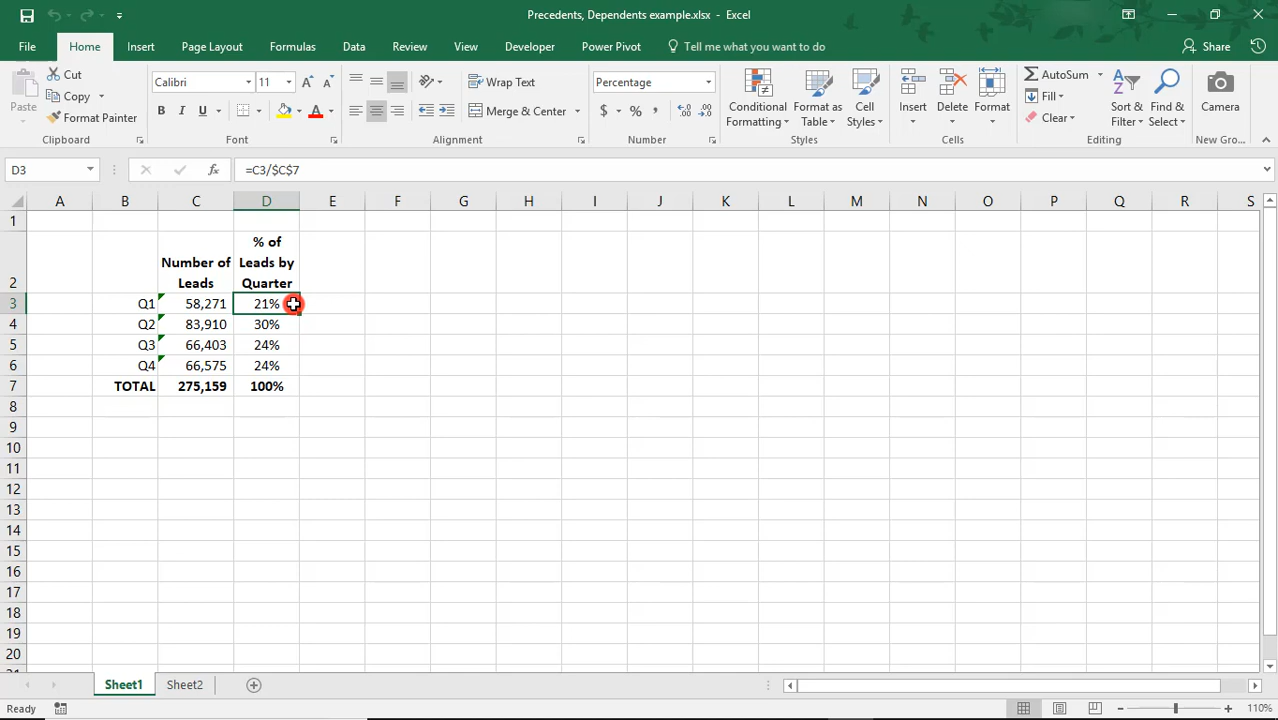 Precedents, Dependents example.xlsx - Excel
File Home Insert Page Layout Formulas Data Review View Developer Power Pivot Tell me what you want to do Share
Paste
Cut
Copy
Format Painter
Clipboard
Calibri 11
B I U
Font
Wrap Text
Merge & Center
Alignment
Percentage
$ % ,
Number
Conditional Formatting
Format as Table
Cell Styles
Styles
Insert
Delete
Format
Cells
AutoSum
Fill
Clear
Sort & Filter
Find & Select
Editing
Camera
New Gro...
D3 fx =C3/$C$7
A B C D E F G H I J K L M N O P Q R S
1
% of
Number of Leads by
2 Leads Quarter
3 Q1 58,271 21%
4 Q2 83,910 30%
5 Q3 66,403 24%
6 Q4 66,575 24%
7 TOTAL 275,159 100%
8
9
10
11
12
13
14
15
16
17
18
19
20
Sheet1 Sheet2
Ready 110%